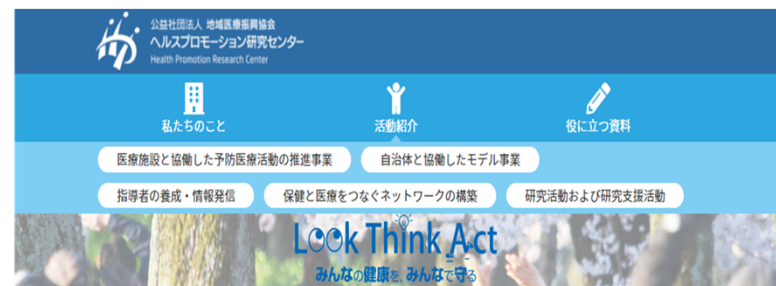 公益社団法人 地域医療振興協会
ヘルスプロモーション研究センター
Health Promotion Research Center
私たちのこと
活動紹介
役に立つ資料
医療施設と協働した予防医療活動の推進事業
自治体と協働したモデル事業
指導者の養成・情報発信
保健と医療をつなぐネットワークの構築
研究活動および研究支援活動
Look Think Act
みんなの健康を、みんなで守る